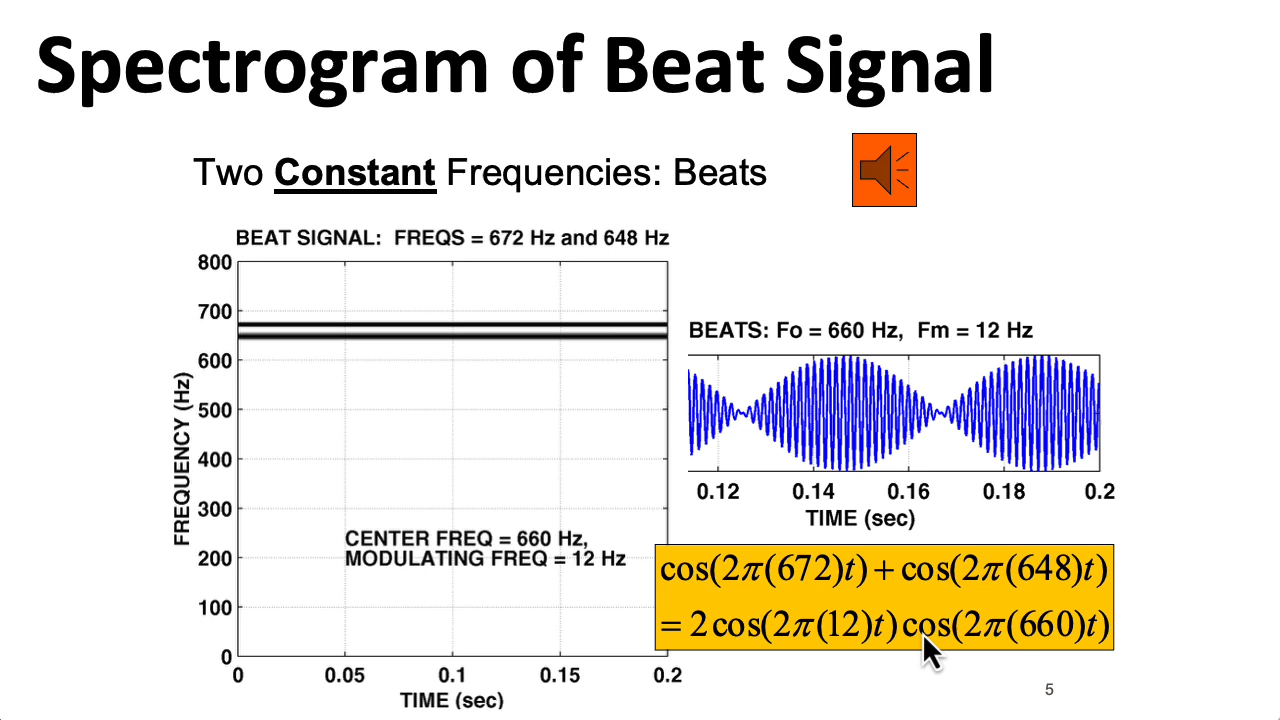 Spectrogram of Beat Signal
Two Constant Frequencies: Beats
BEAT SIGNAL: FREQS = 672 Hz and 648 Hz
800
700
600
500
400
300
200
100
0
FREQUENCY (Hz)
CENTER FREQ = 660 Hz,
MODULATING FREQ = 12 Hz
0 0.05 0.1 0.15 0.2
TIME (sec)
BEATS: Fo = 660 Hz, Fm = 12 Hz
0.12 0.14 0.16 0.18 0.2
TIME (sec)
cos(2π(672)t) + cos(2π(648)t)
= 2cos(2π(12)t)cos(2π(660)t)
5